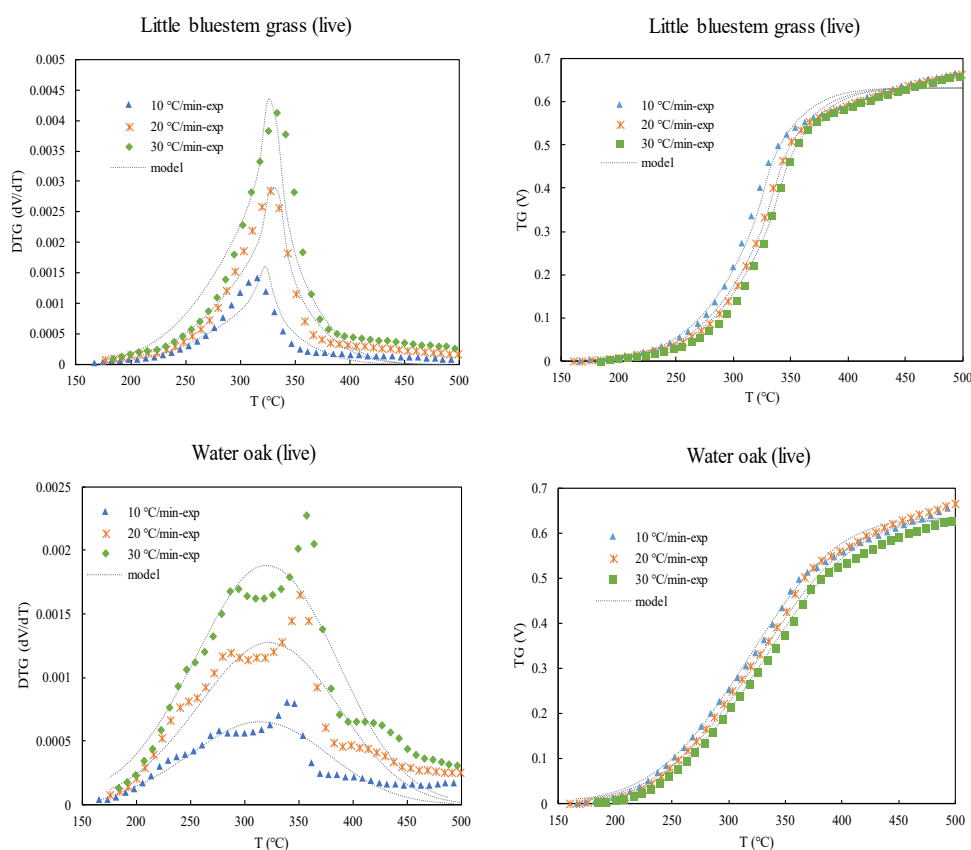 Little bluestem grass (live)
0.005
0.0045
0.004
0.0035
0.003
0.0025
0.002
0.0015
0.001
0.0005
0
DTG (dV/dT)
10 °C/min-exp
20 °C/min-exp
30 °C/min-exp
model
150 200 250 300 350 400 450 500
T (°C)
Little bluestem grass (live)
0.7
0.6
0.5
0.4
0.3
0.2
0.1
0
TG (V)
10 °C/min-exp
20 °C/min-exp
30 °C/min-exp
model
150 200 250 300 350 400 450 500
T (°C)
Water oak (live)
0.0025
0.002
0.0015
0.001
0.0005
0
DTG (dV/dT)
10 °C/min-exp
20 °C/min-exp
30 °C/min-exp
model
150 200 250 300 350 400 450 500
T (°C)
Water oak (live)
0.7
0.6
0.5
0.4
0.3
0.2
0.1
0
TG (V)
10 °C/min-exp
20 °C/min-exp
30 °C/min-exp
model
150 200 250 300 350 400 450 500
T (°C)